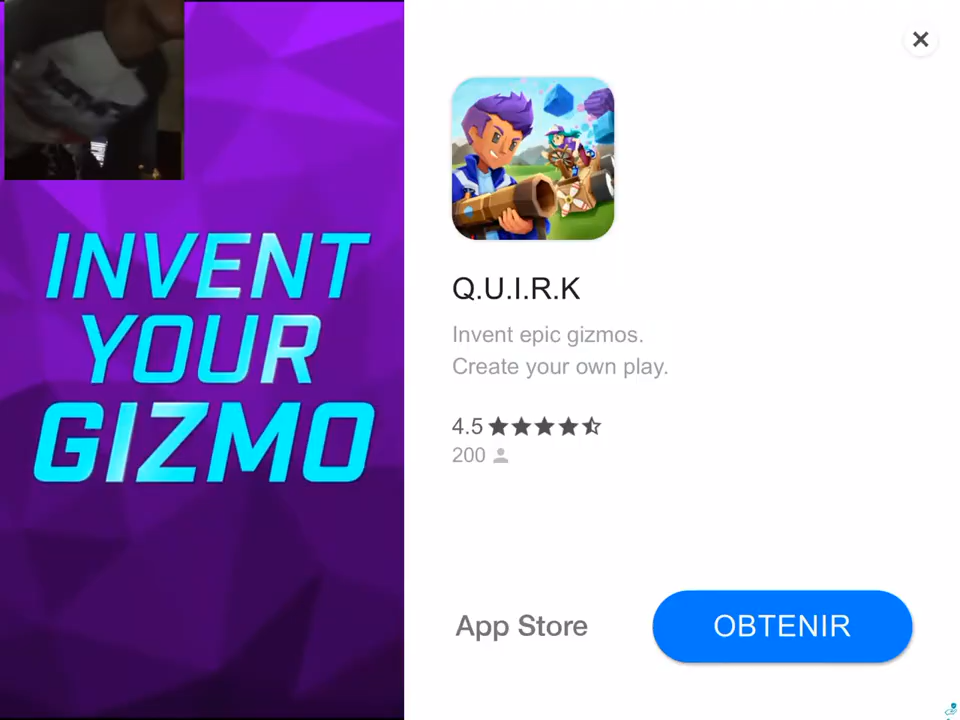 INVENT
YOUR
GIZMO
Q.U.I.R.K
Invent epic gizmos.
Create your own play.
4.5
200
App Store
OBTENIR